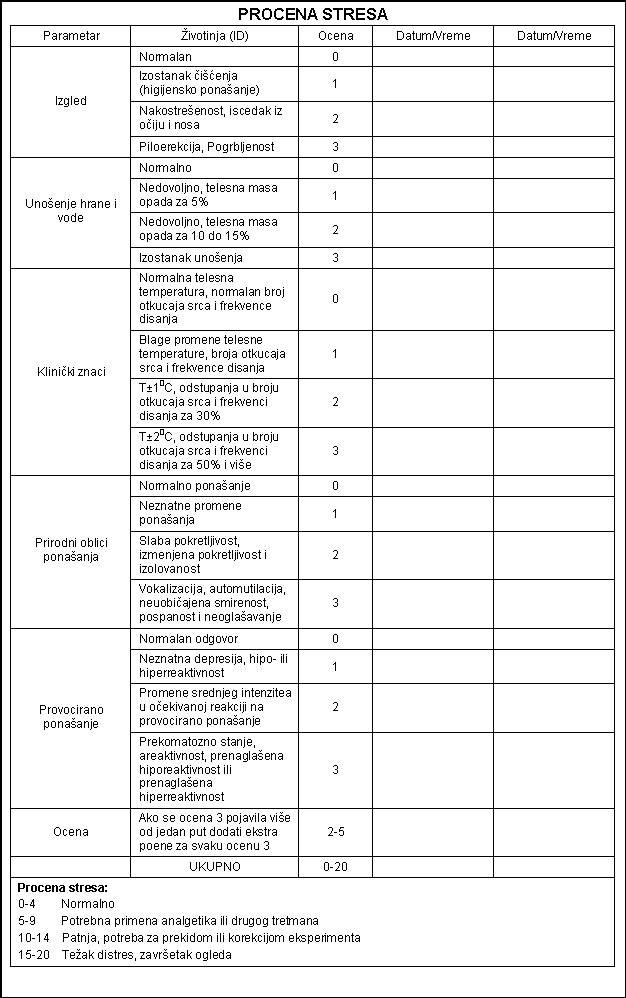 PROCENA STRESA
Parametar Životinja (ID) Ocena Datum/Vreme Datum/Vreme
Izgled
Normalan 0
Izostanak čišćenja
(higijensko ponašanje) 1
Nakostrešenost, iscedak iz
očiju i nosa 2
Piloerekcija, Pogrbljenost 3
Unošenje hrane i
vode
Normalno 0
Nedovoljno, telesna masa
opada za 5% 1
Nedovoljno, telesna masa
opada za 10 do 15% 2
Izostanak unošenja 3
Klinički znaci
Normalna telesna
temperatura, normalan broj
otkucaja srca i frekvence
disanja 0
Blage promene telesne
temperature, broja otkucaja
srca i frekvence disanja 1
T±1⁰C, odstupanja u broju
otkucaja srca i frekvenci
disanja za 30% 2
T±2⁰C, odstupanja u broju
otkucaja srca i frekvenci
disanja za 50% i više 3
Prirodni oblici
ponašanja
Normalno ponašanje 0
Neznatne promene
ponašanja 1
Slaba pokretljivost,
izmenjena pokretljivost i
izolovanost 2
Vokalizacija, automutilacija,
neuobičajena smirenost,
pospanost i neoglašavanje 3
Provocirano
ponašanje
Normalan odgovor 0
Neznatna depresija, hipo- ili
hiperreaktivnost 1
Promene srednjeg intenzitea
u očekivanoj reakciji na
provocirano ponašanje 2
Prekomatozno stanje,
areaktivnost, prenaglašena
hiporeaktivnost ili
prenaglašena
hiperreaktivnost 3
Ocena
Ako se ocena 3 pojavila više
od jedan put dodati ekstra
poene za svaku ocenu 3 2-5
UKUPNO 0-20
Procena stresa:
0-4 Normalno
5-9 Potrebna primena analgetika ili drugog tretmana
10-14 Patnja, potreba za prekidom ili korekcijom eksperimenta
15-20 Težak distres, završetak ogleda